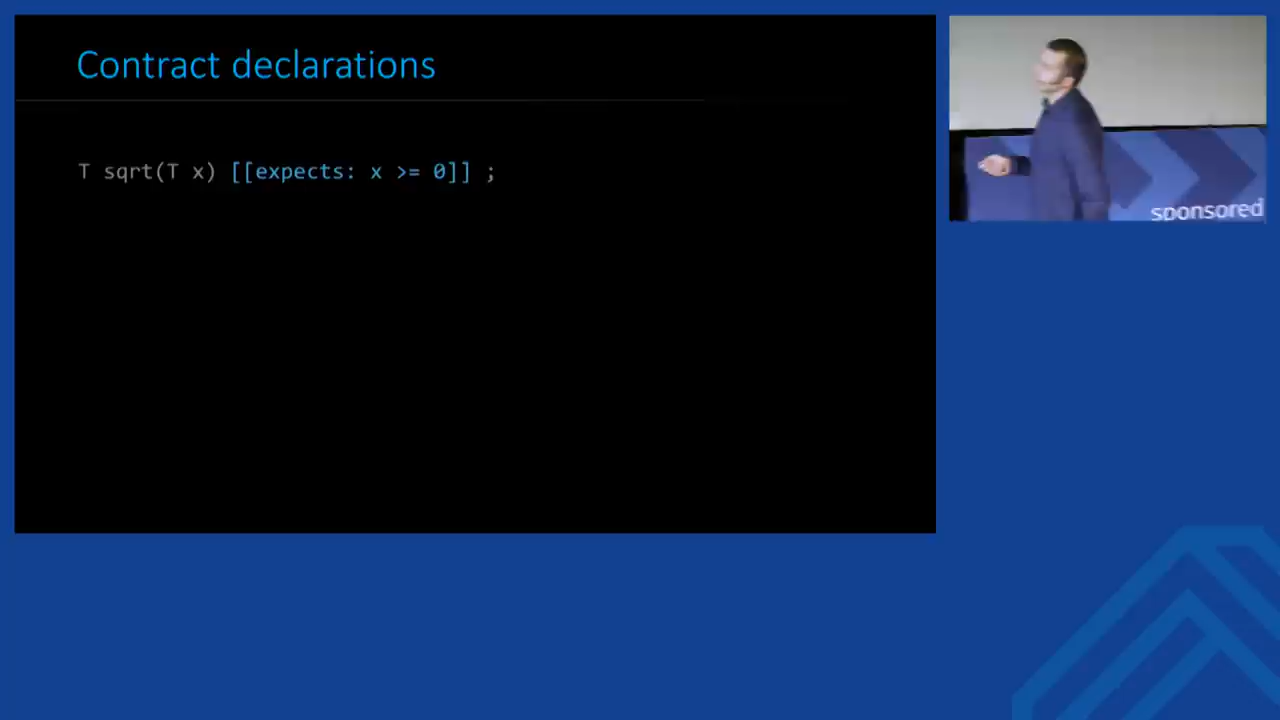 Contract declarations
T sqrt(T x) [[expects: x >= 0]] ;
sponsored